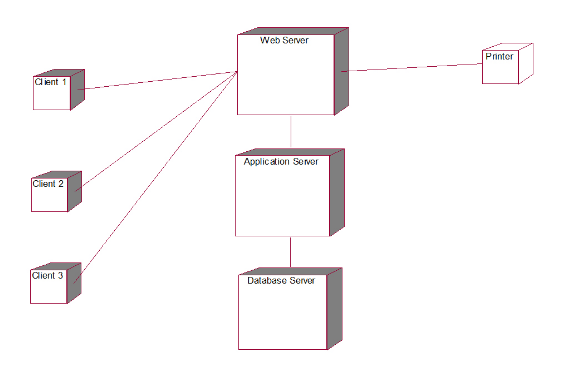 Web Server
Printer
Client 1
Application Server
Client 2
Client 3
Database Server